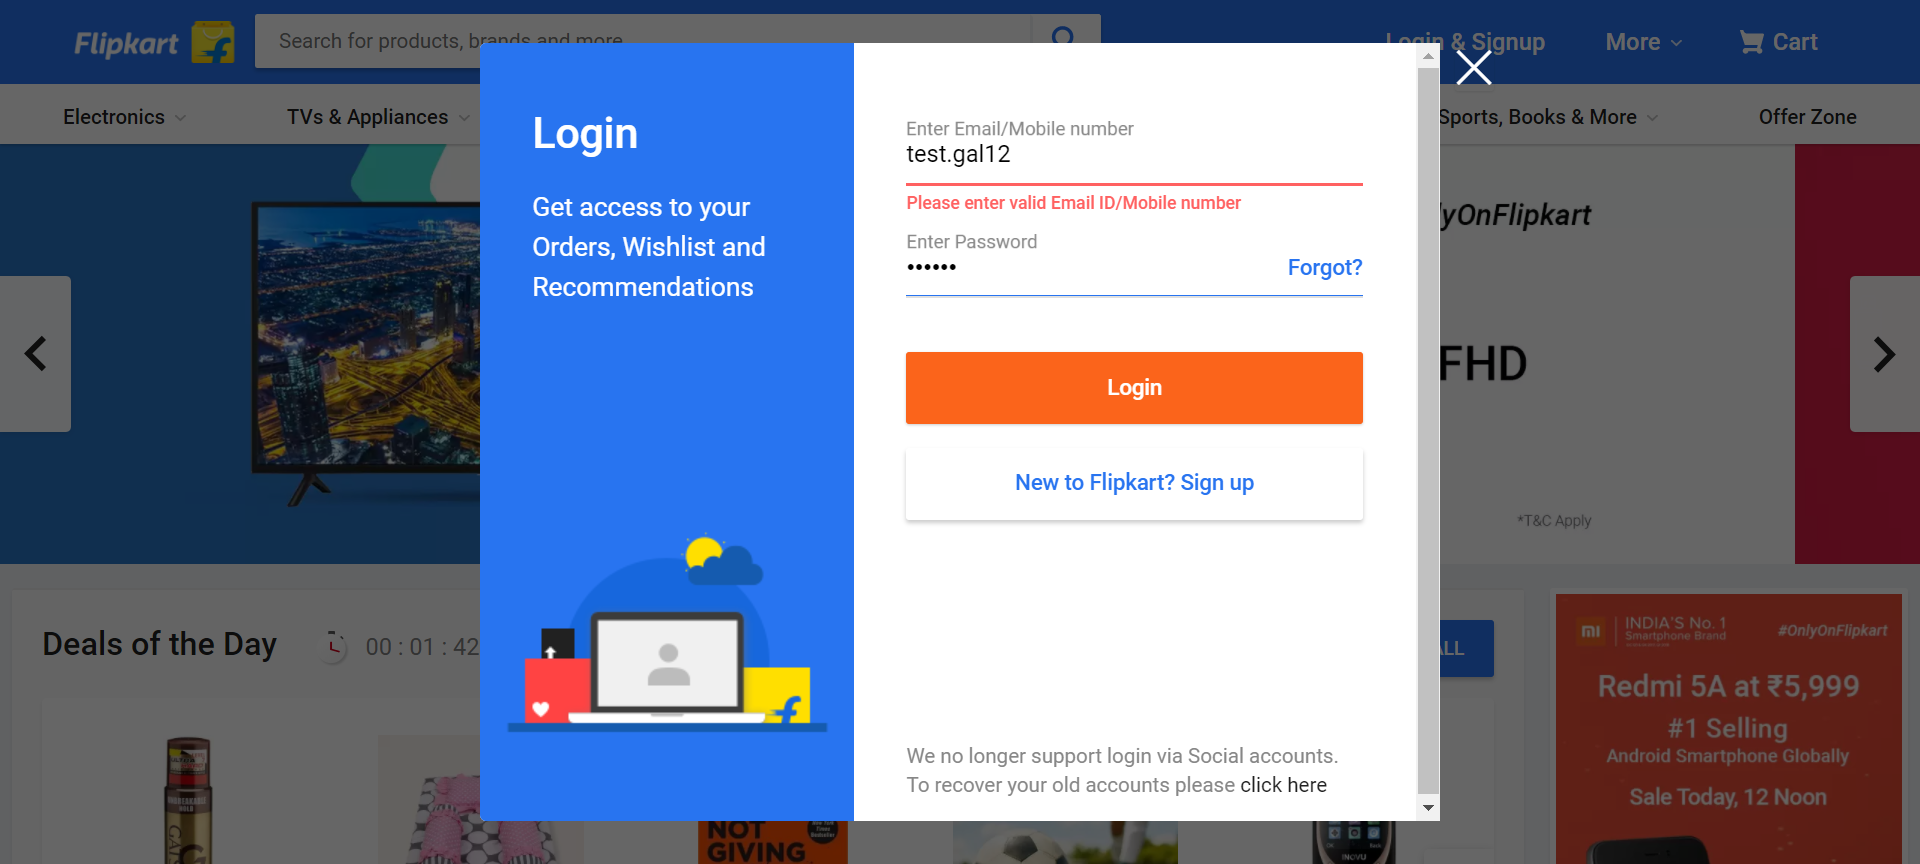 Flipkart
Search for products, brands and more
Login & Signup
More
Cart
Electronics
TVs & Appliances
Sports, Books & More
Offer Zone
Login
Get access to your
Orders, Wishlist and
Recommendations
Enter Email/Mobile number
test.gal12
Please enter valid Email ID/Mobile number
Enter Password
••••••
Forgot?
Login
New to Flipkart? Sign up
We no longer support login via Social accounts.
To recover your old accounts please click here
lyOnFlipkart
FHD
*T&C Apply
Deals of the Day
00 : 01 : 42
ALL
mi
INDIA'S No. 1
Smartphone Brand
#OnlyOnFlipkart
Redmi 5A at ₹5,999
#1 Selling
Android Smartphone Globally
Sale Today, 12 Noon
NOT
GIVING
INOVU